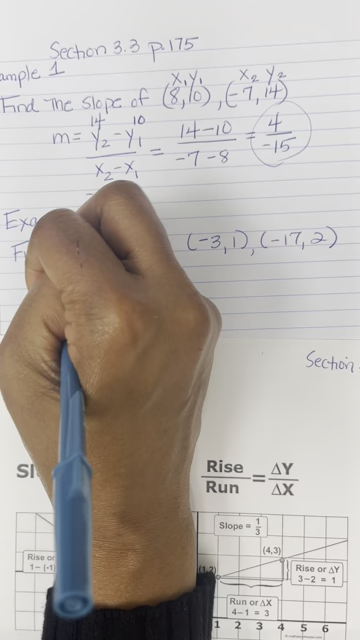 Section 3.3 p.175
ample 1
Find the slope of (8,10), (-7,14)
x₁ y₁ x₂ y₂
14 10
m = y₂-y₁ / x₂-x₁ = 14-10 / -7-8 = 4 / -15
Exa
F (-3,1), (-17,2)
Section
Sl
Rise / Run = ΔY / ΔX
Slope = 1/3
(4,3)
Rise or
1-(-1)
(1,2)
Rise or ΔY
3-2 = 1
Run or ΔX
4-1 = 3
1 2 3 4 5 6